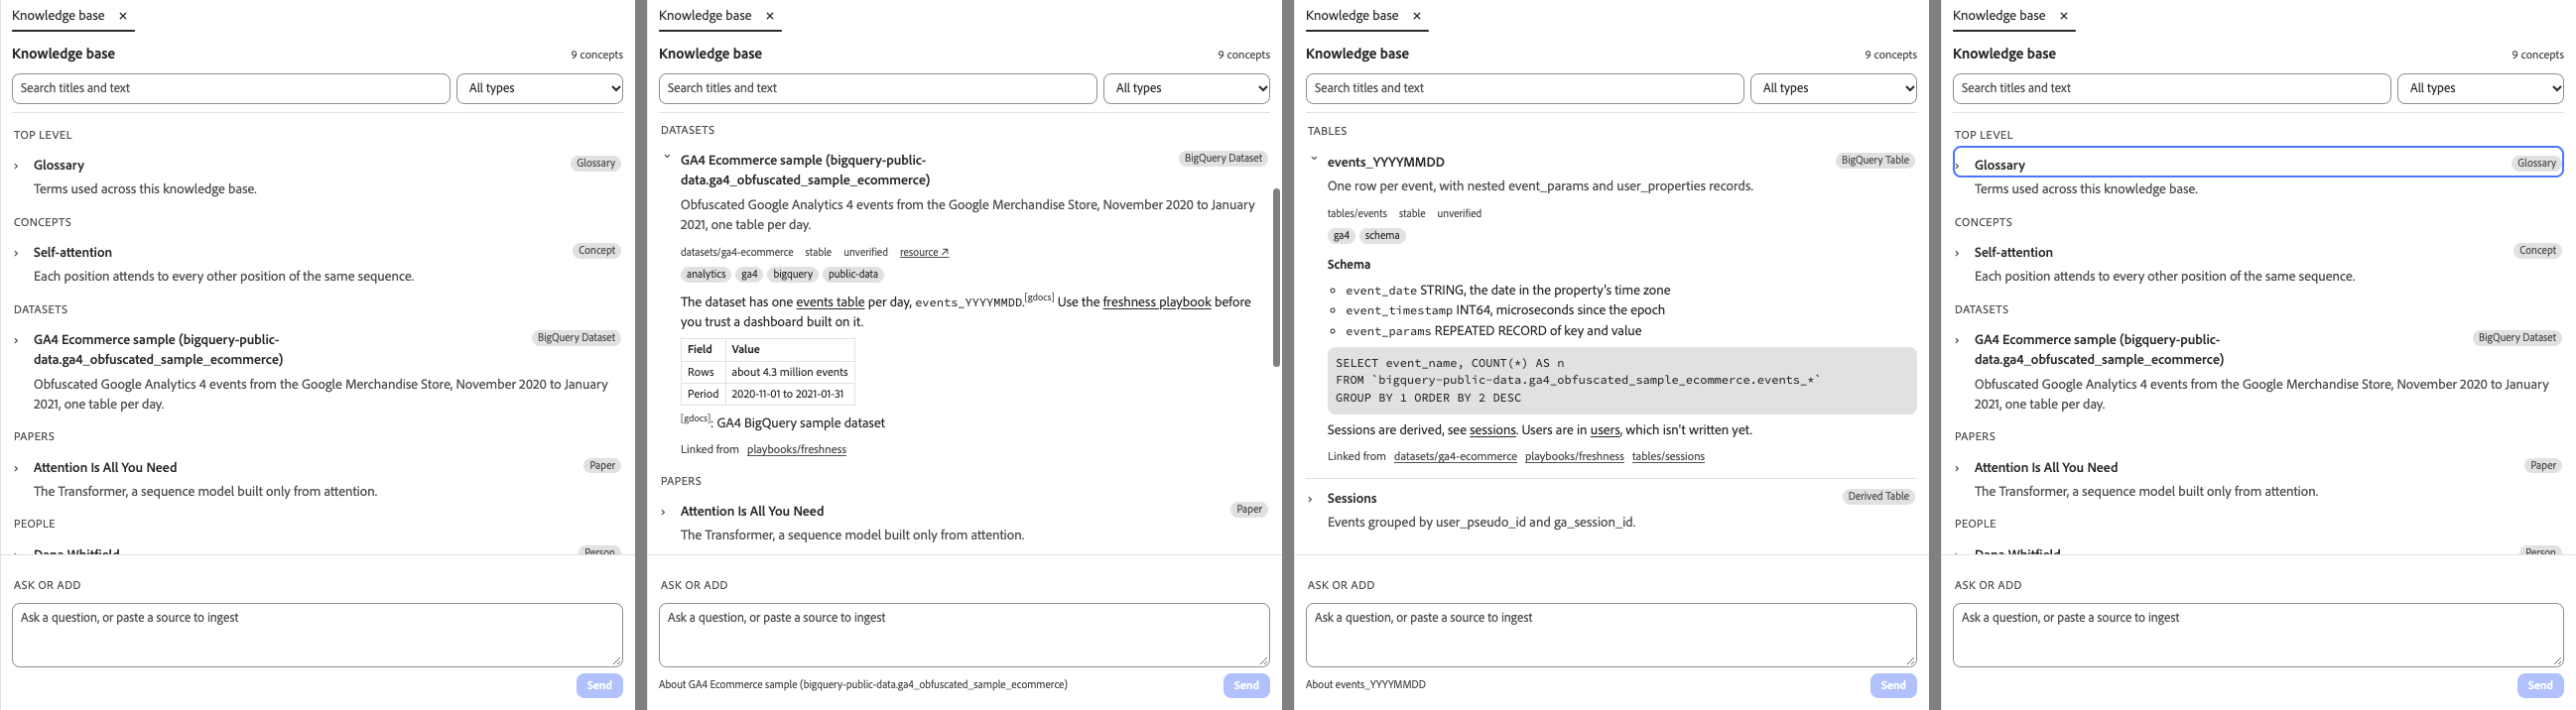 Knowledge base ×
Knowledge base 9 concepts
Search titles and text All types
TOP LEVEL
Glossary Glossary
Terms used across this knowledge base.
CONCEPTS
Self-attention Concept
Each position attends to every other position of the same sequence.
DATASETS
GA4 Ecommerce sample (bigquery-public- BigQuery Dataset
data.ga4_obfuscated_sample_ecommerce)
Obfuscated Google Analytics 4 events from the Google Merchandise Store, November 2020 to January
2021, one table per day.
PAPERS
Attention Is All You Need Paper
The Transformer, a sequence model built only from attention.
PEOPLE
Dana Whitfield Person
ASK OR ADD
Ask a question, or paste a source to ingest
Send
Knowledge base ×
Knowledge base 9 concepts
Search titles and text All types
DATASETS
GA4 Ecommerce sample (bigquery-public- BigQuery Dataset
data.ga4_obfuscated_sample_ecommerce)
Obfuscated Google Analytics 4 events from the Google Merchandise Store, November 2020 to January
2021, one table per day.
datasets/ga4-ecommerce stable unverified resource ↗
analytics ga4 bigquery public-data
The dataset has one events table per day, events_YYYYMMDD.[gdocs] Use the freshness playbook before
you trust a dashboard built on it.
Field Value
Rows about 4.3 million events
Period 2020-11-01 to 2021-01-31
[gdocs]: GA4 BigQuery sample dataset
Linked from playbooks/freshness
PAPERS
Attention Is All You Need Paper
The Transformer, a sequence model built only from attention.
ASK OR ADD
Ask a question, or paste a source to ingest
About GA4 Ecommerce sample (bigquery-public-data.ga4_obfuscated_sample_ecommerce) Send
Knowledge base ×
Knowledge base 9 concepts
Search titles and text All types
TABLES
events_YYYYMMDD BigQuery Table
One row per event, with nested event_params and user_properties records.
tables/events stable unverified
ga4 schema
Schema
event_date STRING, the date in the property's time zone
event_timestamp INT64, microseconds since the epoch
event_params REPEATED RECORD of key and value
SELECT event_name, COUNT(*) AS n
FROM `bigquery-public-data.ga4_obfuscated_sample_ecommerce.events_*`
GROUP BY 1 ORDER BY 2 DESC
Sessions are derived, see sessions. Users are in users, which isn't written yet.
Linked from datasets/ga4-ecommerce playbooks/freshness tables/sessions
Sessions Derived Table
Events grouped by user_pseudo_id and ga_session_id.
ASK OR ADD
Ask a question, or paste a source to ingest
About events_YYYYMMDD Send
Knowledge base ×
Knowledge base 9 concepts
Search titles and text All types
TOP LEVEL
Glossary Glossary
Terms used across this knowledge base.
CONCEPTS
Self-attention Concept
Each position attends to every other position of the same sequence.
DATASETS
GA4 Ecommerce sample (bigquery-public- BigQuery Dataset
data.ga4_obfuscated_sample_ecommerce)
Obfuscated Google Analytics 4 events from the Google Merchandise Store, November 2020 to January
2021, one table per day.
PAPERS
Attention Is All You Need Paper
The Transformer, a sequence model built only from attention.
PEOPLE
Dana Whitfield Person
ASK OR ADD
Ask a question, or paste a source to ingest
Send